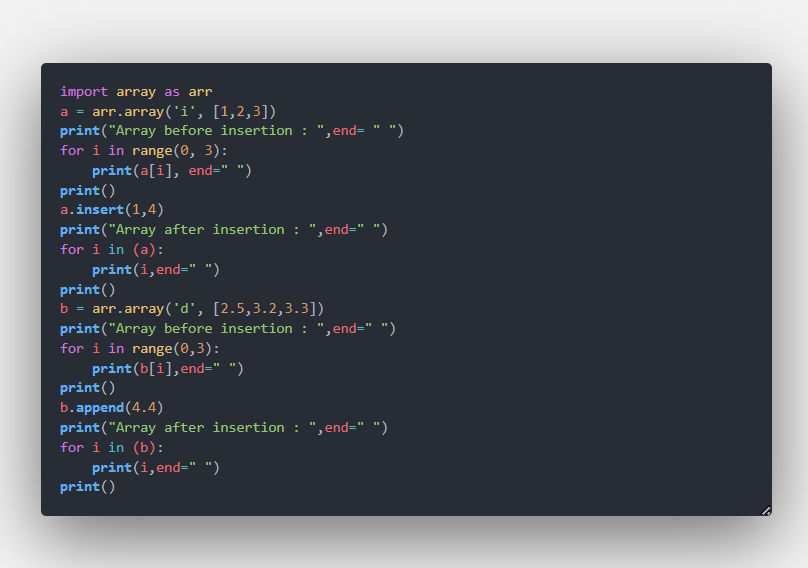 import array as arr
a = arr.array('i', [1,2,3])
print("Array before insertion : ",end= " ")
for i in range(0, 3):
    print(a[i], end=" ")
print()
a.insert(1,4)
print("Array after insertion : ",end=" ")
for i in (a):
    print(i,end=" ")
print()
b = arr.array('d', [2.5,3.2,3.3])
print("Array before insertion : ",end=" ")
for i in range(0,3):
    print(b[i],end=" ")
print()
b.append(4.4)
print("Array after insertion : ",end=" ")
for i in (b):
    print(i,end=" ")
print()